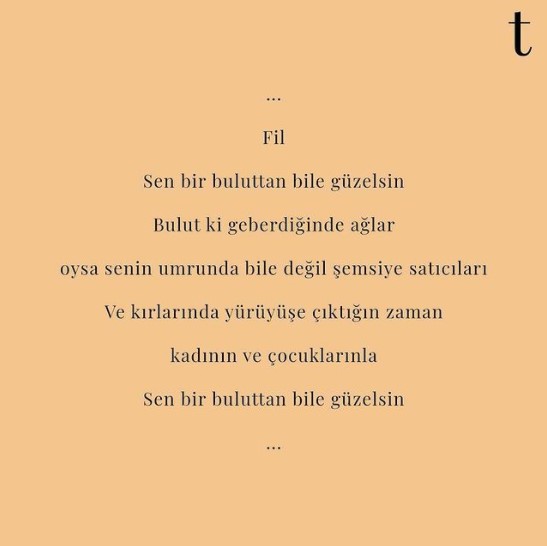 t
...
Fil
Sen bir buluttan bile güzelsin
Bulut ki geberdiğinde ağlar
oysa senin umrunda bile değil şemsiye satıcıları
Ve kırlarında yürüyüşe çıktığın zaman
kadının ve çocuklarınla
Sen bir buluttan bile güzelsin
...